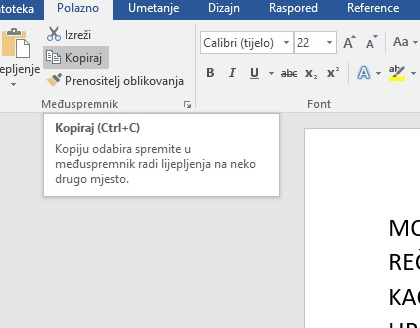 atoteka Polazno Umetanje Dizajn Raspored Reference
Izreži
Kopiraj
epljenje
Prenositelj oblikovanja
Calibri (tijelo) 22 A A Aa
B I U abc x₂ x² A ab
Međuspremnik Font
Kopiraj (Ctrl+C)
Kopiju odabira spremite u
međuspremnik radi lijepljenja na neko
drugo mjesto.
MO
REČ
KAO